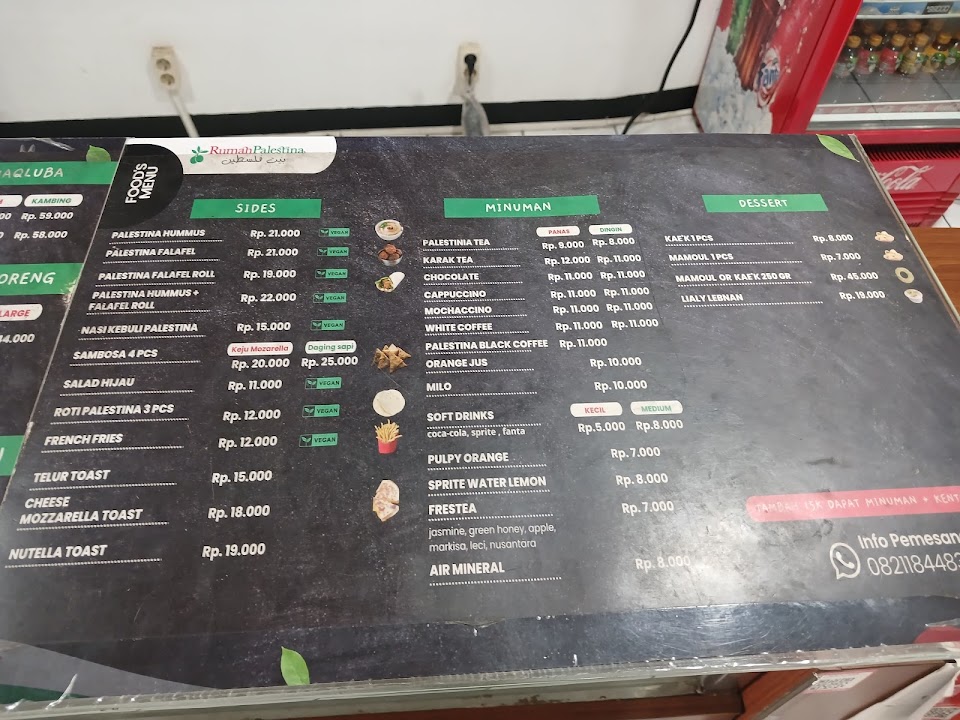 AQLUBA
KAMBING
Rp. 59.000
Rp. 58.000
ORENG
LARGE
14.000
FOOD'S
MENU
Rumah Palestina
بيت فلسطين
SIDES
PALESTINA HUMMUS Rp. 21.000 VEGAN
PALESTINA FALAFEL Rp. 21.000 VEGAN
PALESTINA FALAFEL ROLL Rp. 19.000 VEGAN
PALESTINA HUMMUS +
FALAFEL ROLL Rp. 22.000 VEGAN
NASI KEBULI PALESTINA Rp. 15.000 VEGAN
Keju Mozarella Daging sapi
SAMBOSA 4 PCS Rp. 20.000 Rp. 25.000
SALAD HIJAU Rp. 11.000 VEGAN
ROTI PALESTINA 3 PCS Rp. 12.000 VEGAN
FRENCH FRIES Rp. 12.000 VEGAN
TELUR TOAST Rp. 15.000
CHEESE
MOZZARELLA TOAST Rp. 18.000
NUTELLA TOAST Rp. 19.000
MINUMAN
PANAS DINGIN
PALESTINIA TEA Rp. 9.000 Rp. 8.000
KARAK TEA Rp. 12.000 Rp. 11.000
CHOCOLATE Rp. 11.000 Rp. 11.000
CAPPUCCINO Rp. 11.000 Rp. 11.000
MOCHACCINO Rp. 11.000 Rp. 11.000
WHITE COFFEE Rp. 11.000 Rp. 11.000
PALESTINA BLACK COFFEE Rp. 11.000
ORANGE JUS Rp. 10.000
MILO Rp. 10.000
KECIL MEDIUM
SOFT DRINKS Rp.5.000 Rp.8.000
coca-cola, sprite , fanta
PULPY ORANGE Rp.7.000
SPRITE WATER LEMON Rp. 8.000
FRESTEA Rp. 7.000
jasmine, green honey, apple,
markisa, leci, nusantara
AIR MINERAL Rp. 8.000
DESSERT
KAEK 1 PCS Rp. 8.000
MAMOUL 1 PCS Rp. 7.000
MAMOUL OR KAEK 250 GR Rp. 45.000
LIALY LEBNAN Rp. 19.000
TAMBAH 15K DAPAT MINUMAN + KENT
Info Pemesan
0821184483
Coca-Cola